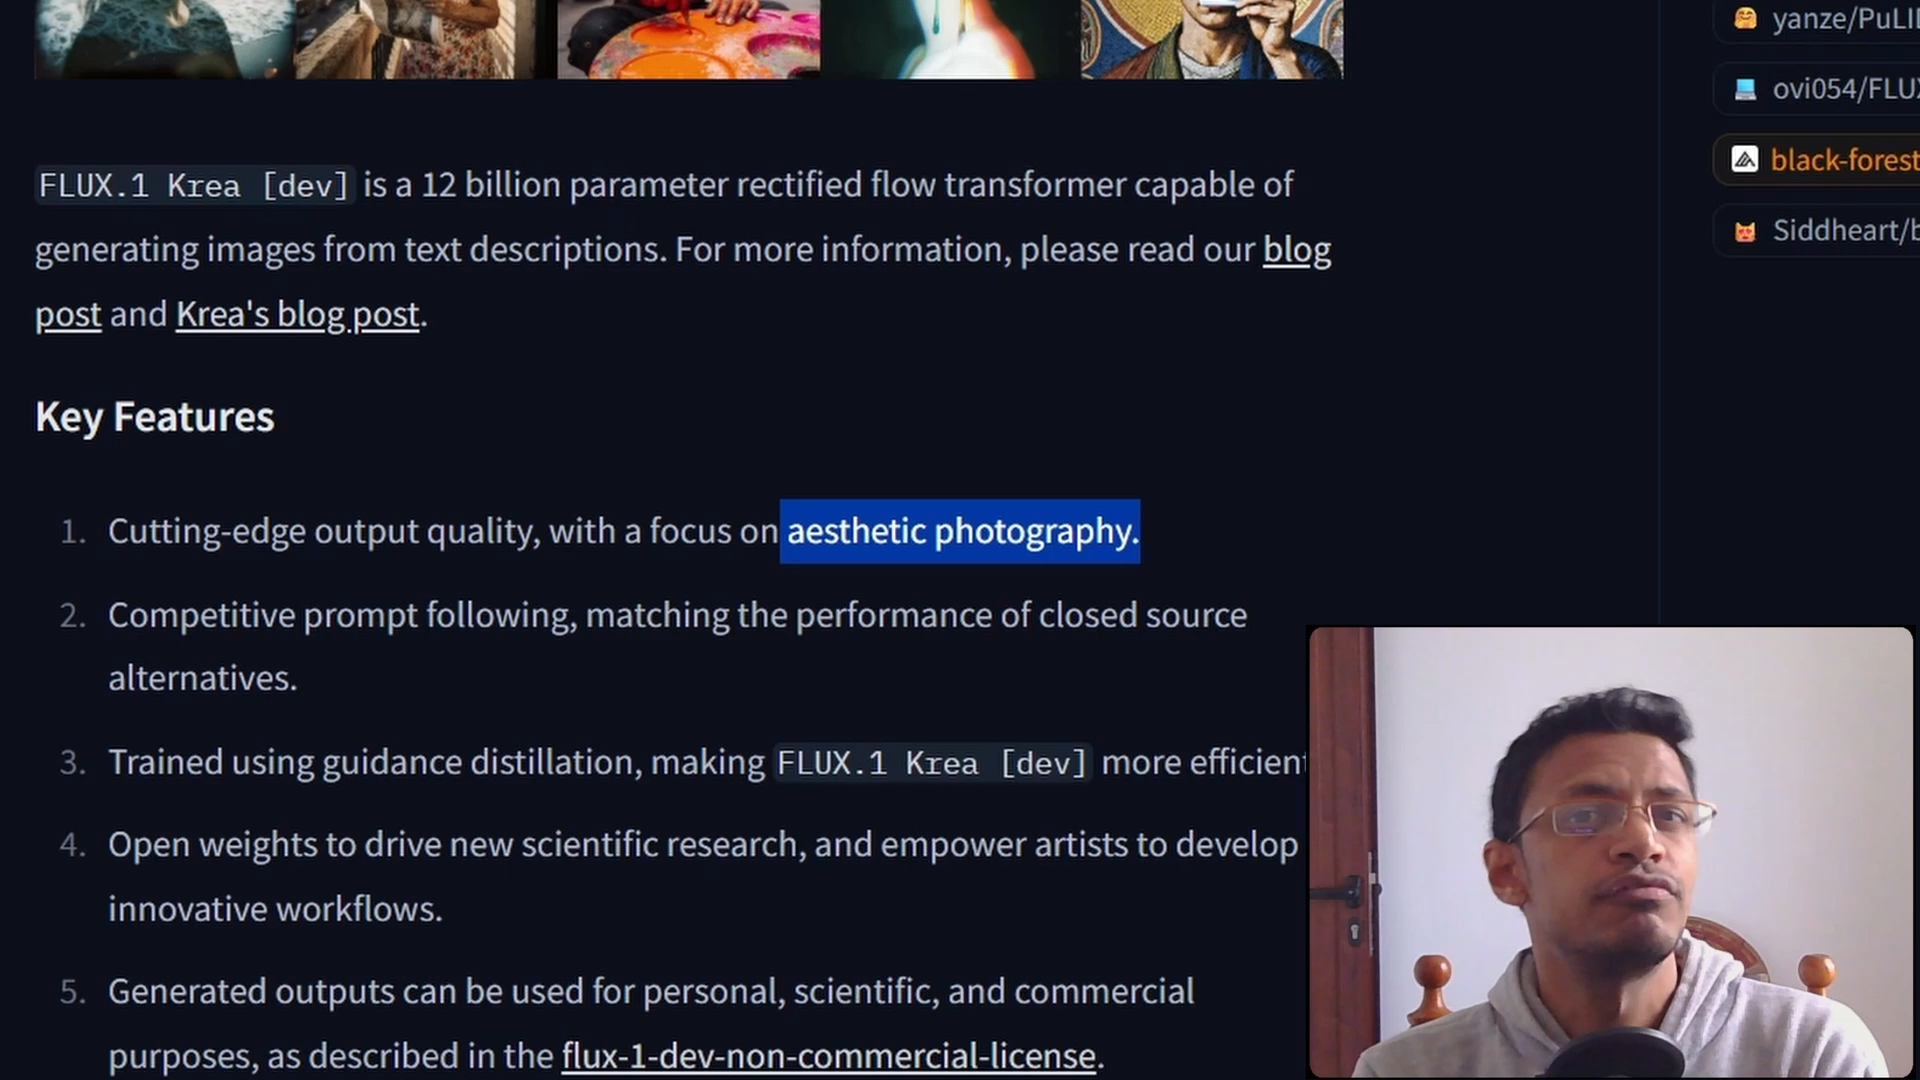 yanze/PuLI
ovi054/FLUX
black-forest
Siddheart/b
FLUX.1 Krea [dev] is a 12 billion parameter rectified flow transformer capable of
generating images from text descriptions. For more information, please read our blog
post and Krea's blog post.
Key Features
1. Cutting-edge output quality, with a focus on aesthetic photography.
2. Competitive prompt following, matching the performance of closed source
alternatives.
3. Trained using guidance distillation, making FLUX.1 Krea [dev] more efficient
4. Open weights to drive new scientific research, and empower artists to develop
innovative workflows.
5. Generated outputs can be used for personal, scientific, and commercial
purposes, as described in the flux-1-dev-non-commercial-license.